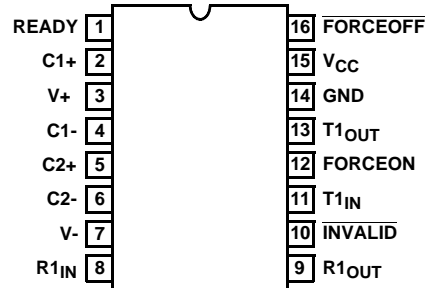 READY 1 16 FORCEOFF
C1+ 2 15 VCC
V+ 3 14 GND
C1- 4 13 T1OUT
C2+ 5 12 FORCEON
C2- 6 11 T1IN
V- 7 10 INVALID
R1IN 8 9 R1OUT